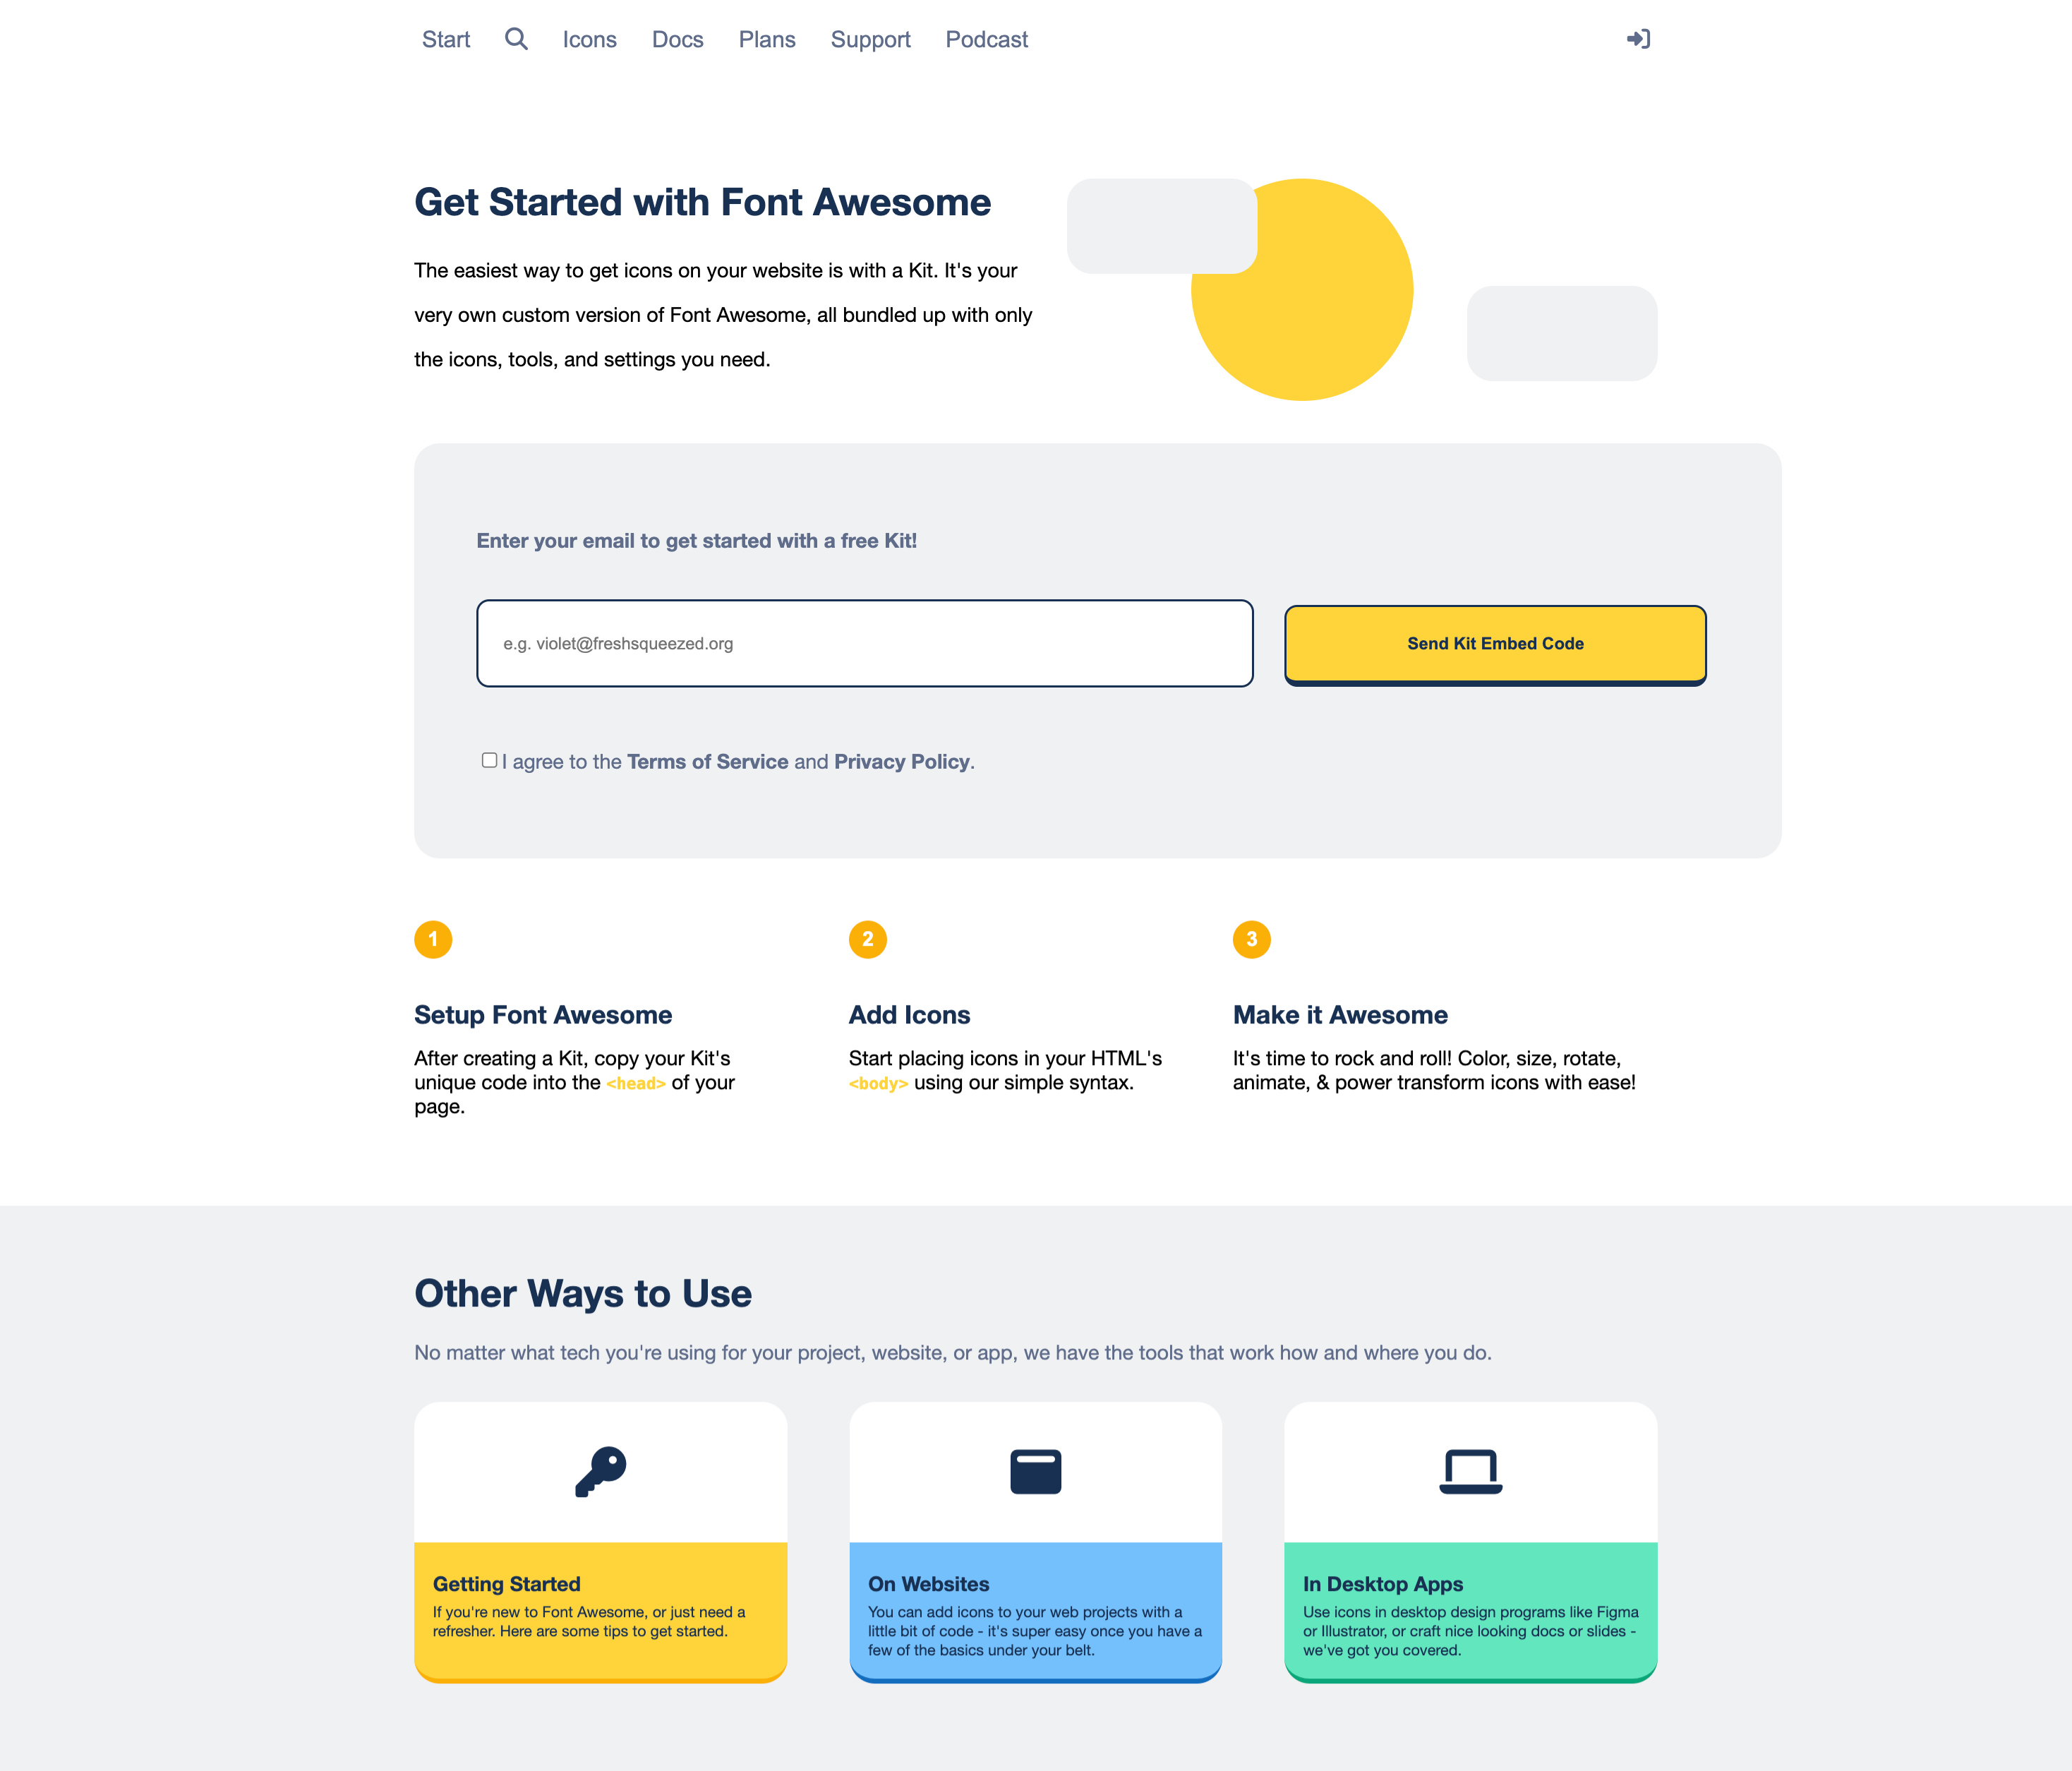 Start Icons Docs Plans Support Podcast
Get Started with Font Awesome
The easiest way to get icons on your website is with a Kit. It's your
very own custom version of Font Awesome, all bundled up with only
the icons, tools, and settings you need.
Enter your email to get started with a free Kit!
e.g. violet@freshsqueezed.org
Send Kit Embed Code
I agree to the Terms of Service and Privacy Policy.
1
Setup Font Awesome
After creating a Kit, copy your Kit's
unique code into the <head> of your
page.
2
Add Icons
Start placing icons in your HTML's
<body> using our simple syntax.
3
Make it Awesome
It's time to rock and roll! Color, size, rotate,
animate, & power transform icons with ease!
Other Ways to Use
No matter what tech you're using for your project, website, or app, we have the tools that work how and where you do.
Getting Started
If you're new to Font Awesome, or just need a
refresher. Here are some tips to get started.
On Websites
You can add icons to your web projects with a
little bit of code - it's super easy once you have a
few of the basics under your belt.
In Desktop Apps
Use icons in desktop design programs like Figma
or Illustrator, or craft nice looking docs or slides -
we've got you covered.